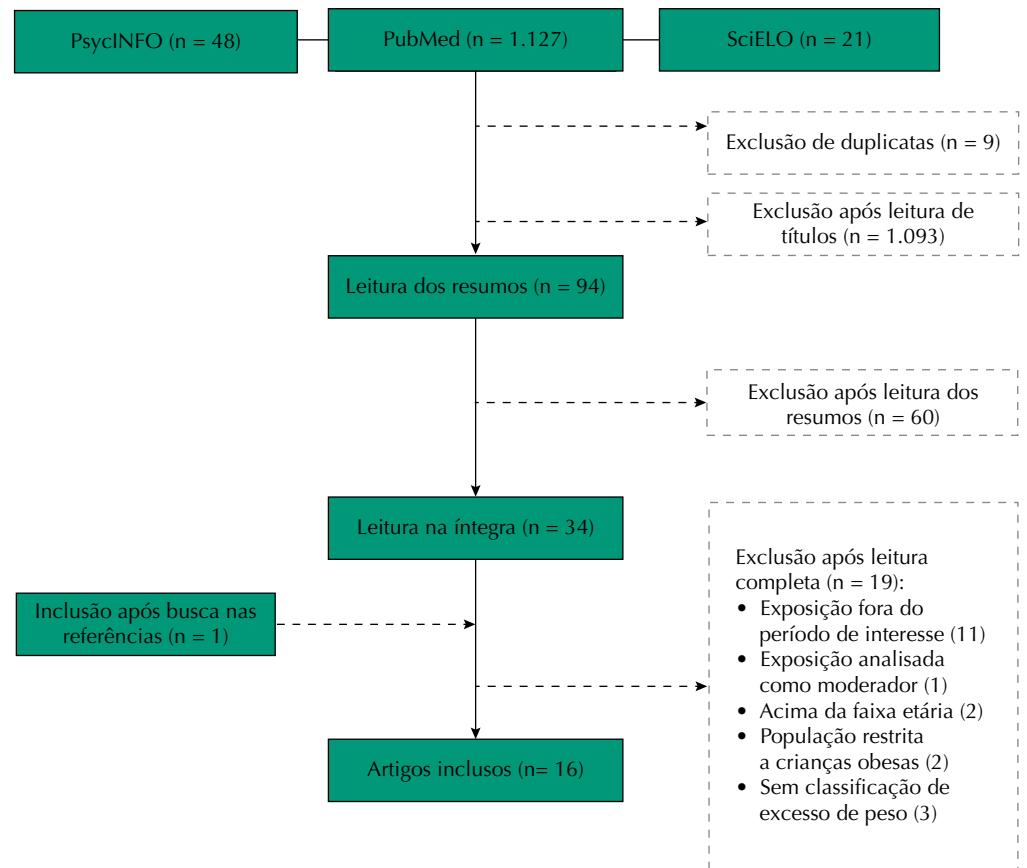 PsycINFO (n = 48)
PubMed (n = 1.127)
SciELO (n = 21)
Exclusão de duplicatas (n = 9)
Exclusão após leitura de
títulos (n = 1.093)
Leitura dos resumos (n = 94)
Exclusão após leitura dos
resumos (n = 60)
Leitura na íntegra (n = 34)
Inclusão após busca nas
referências (n = 1)
Exclusão após leitura
completa (n = 19):
• Exposição fora do
período de interesse (11)
• Exposição analisada
como moderador (1)
• Acima da faixa etária (2)
• População restrita
a crianças obesas (2)
• Sem classificação de
excesso de peso (3)
Artigos inclusos (n= 16)